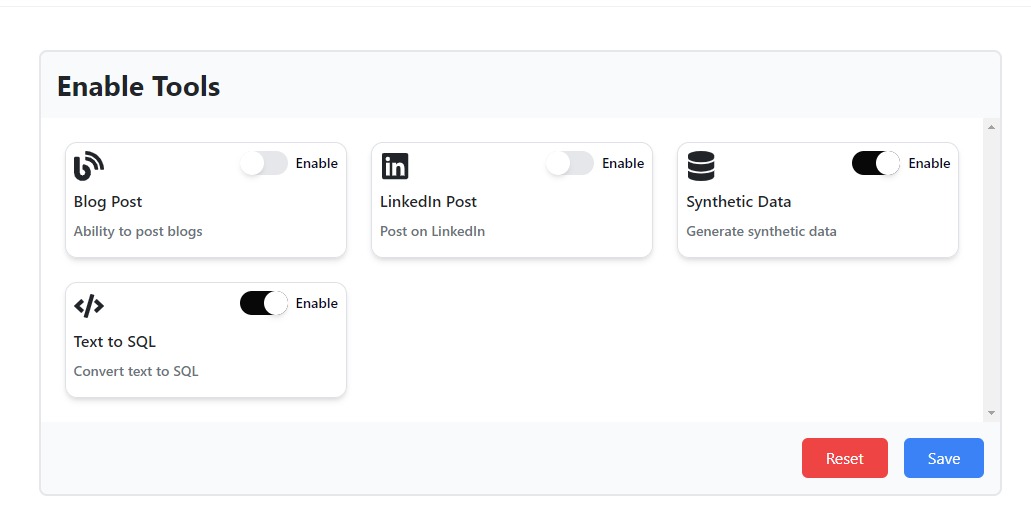 Enable Tools
Enable
Blog Post
Ability to post blogs
Enable
LinkedIn Post
Post on LinkedIn
Enable
Synthetic Data
Generate synthetic data
Enable
Text to SQL
Convert text to SQL
Reset
Save